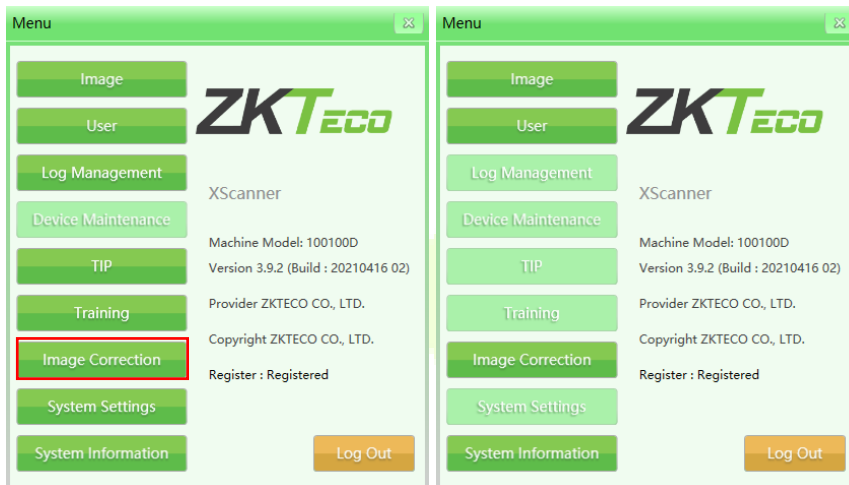 Menu
Image
User
Log Management
Device Maintenance
TIP
Training
Image Correction
System Settings
System Information
ZKTECO
XScanner
Machine Model: 100100D
Version 3.9.2 (Build : 20210416 02)
Provider ZKTECO CO., LTD.
Copyright ZKTECO CO., LTD.
Register : Registered
Log Out
Menu
Image
User
Log Management
Device Maintenance
TIP
Training
Image Correction
System Settings
System Information
ZKTECO
XScanner
Machine Model: 100100D
Version 3.9.2 (Build : 20210416 02)
Provider ZKTECO CO., LTD.
Copyright ZKTECO CO., LTD.
Register : Registered
Log Out